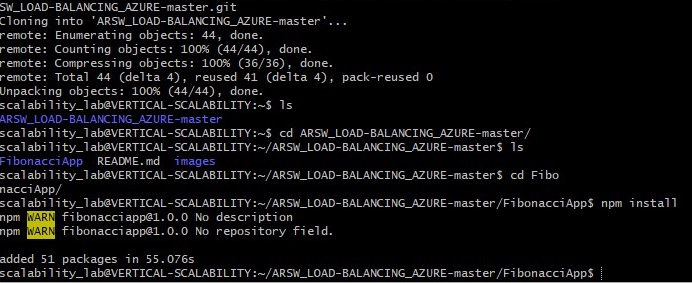 SW_LOAD-BALANCING_AZURE-master.git
Cloning into 'ARSW_LOAD-BALANCING_AZURE-master'...
remote: Enumerating objects: 44, done.
remote: Counting objects: 100% (44/44), done.
remote: Compressing objects: 100% (36/36), done.
remote: Total 44 (delta 4), reused 41 (delta 4), pack-reused 0
Unpacking objects: 100% (44/44), done.
scalability_lab@VERTICAL-SCALABILITY:~$ ls
ARSW_LOAD-BALANCING_AZURE-master
scalability_lab@VERTICAL-SCALABILITY:~$ cd ARSW_LOAD-BALANCING_AZURE-master/
scalability_lab@VERTICAL-SCALABILITY:~/ARSW_LOAD-BALANCING_AZURE-master$ ls
FibonacciApp  README.md  images
scalability_lab@VERTICAL-SCALABILITY:~/ARSW_LOAD-BALANCING_AZURE-master$ cd Fibo
nacciApp/
scalability_lab@VERTICAL-SCALABILITY:~/ARSW_LOAD-BALANCING_AZURE-master/FibonacciApp$ npm install
npm WARN fibonacciapp@1.0.0 No description
npm WARN fibonacciapp@1.0.0 No repository field.
added 51 packages in 55.076s
scalability_lab@VERTICAL-SCALABILITY:~/ARSW_LOAD-BALANCING_AZURE-master/FibonacciApp$